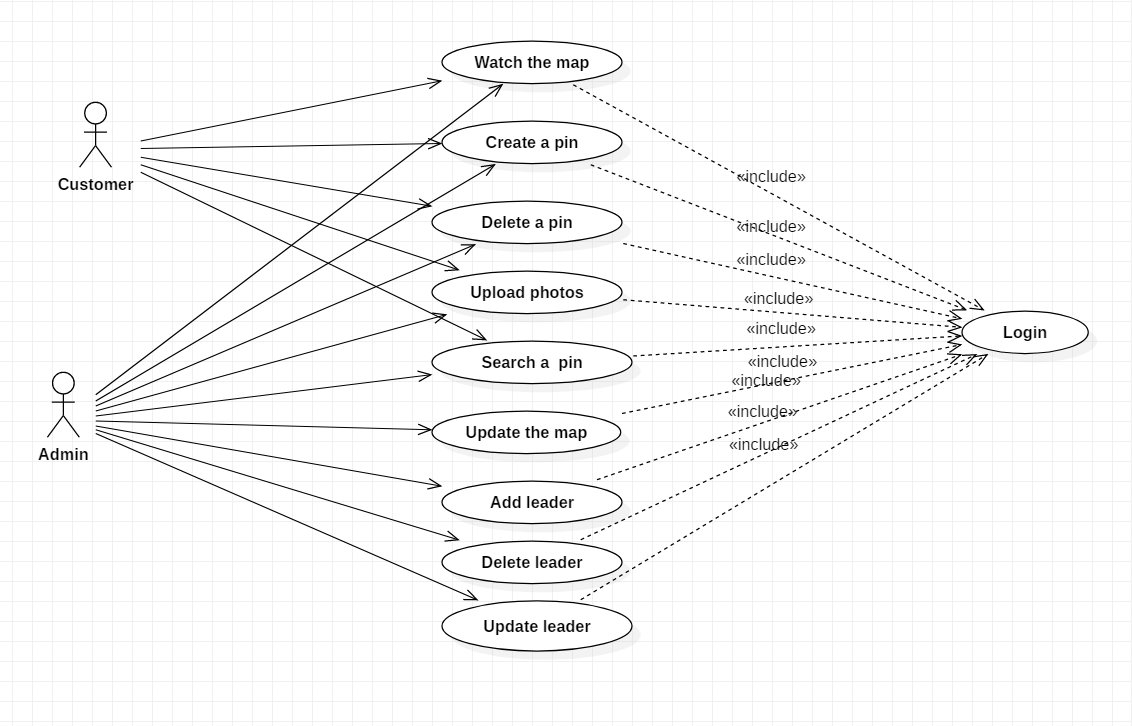 Watch the map
Customer
Create a pin
«include»
Delete a pin
«include»
«include»
Upload photos
«include»
«include»
Login
Search a  pin
«include»
«include»
Update the map
«include»
Admin
«include»
Add leader
Delete leader
Update leader